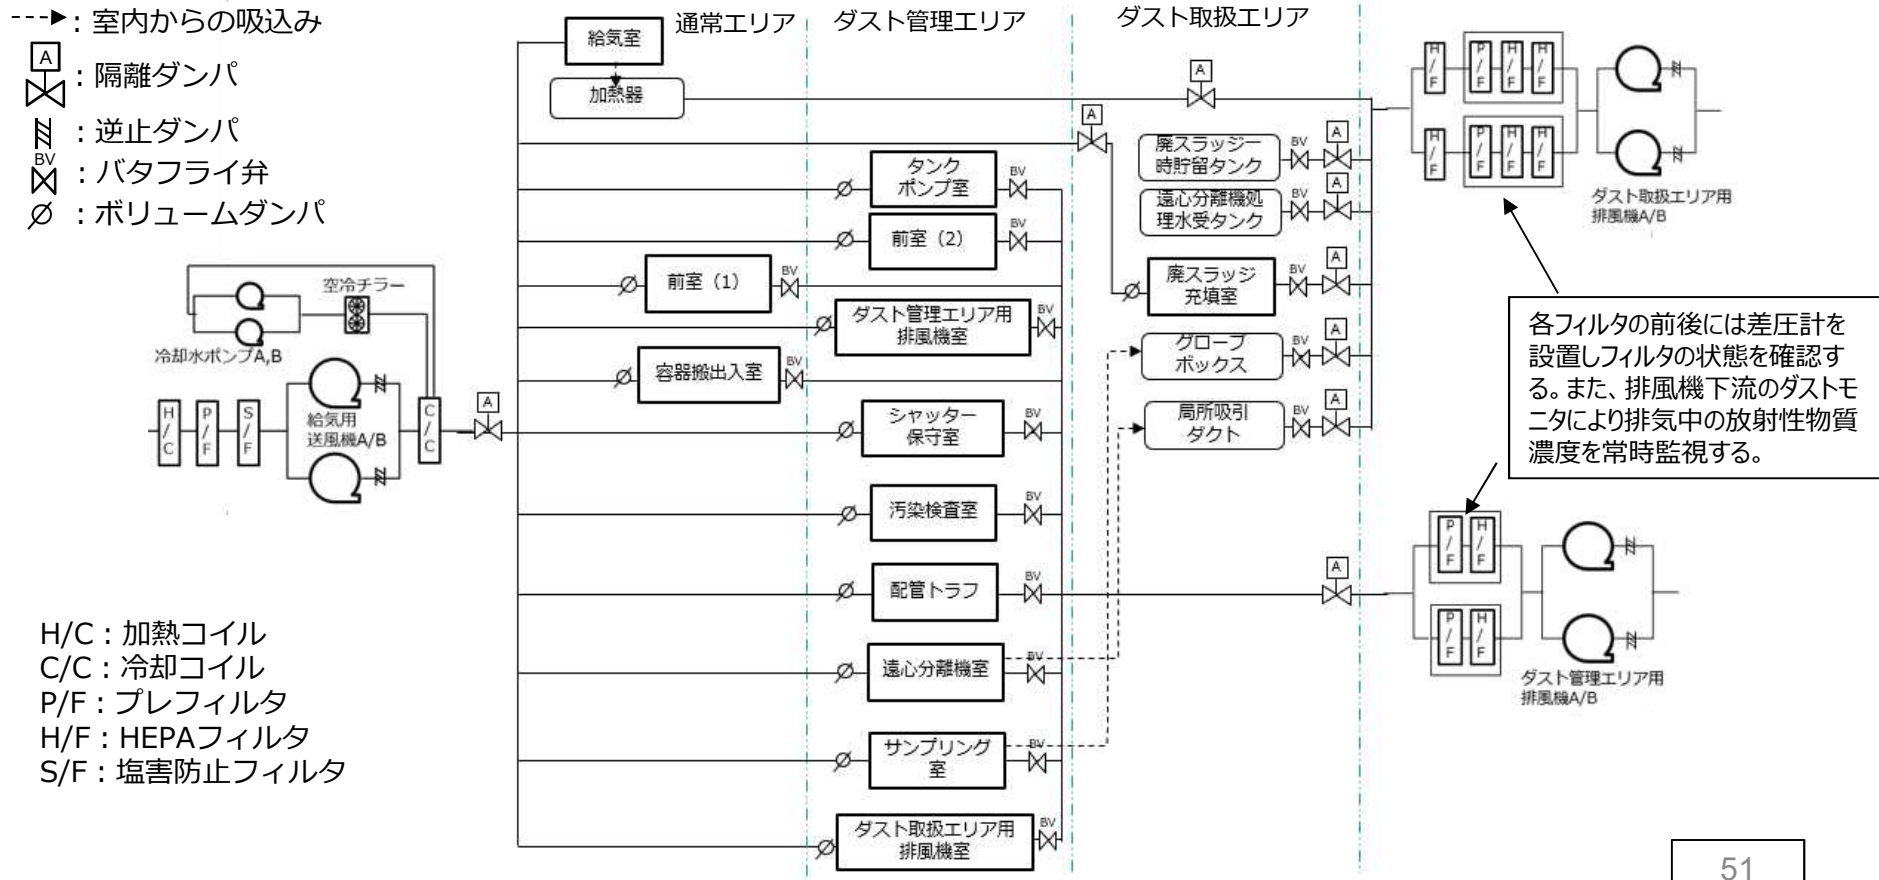 : 室内からの吸込み
A
: 隔離ダンパ
: 逆止ダンパ
BV
: バタフライ弁
: ボリュームダンパ
通常エリア
ダスト管理エリア
ダスト取扱エリア
給気室
加熱器
A
A
タンク
ポンプ室
BV
前室（2）
BV
前室（1）
BV
ダスト管理エリア用
排風機室
BV
容器搬出入室
BV
シャッター
保守室
BV
汚染検査室
BV
配管トラフ
BV
遠心分離機室
BV
サンプリング
室
BV
ダスト取扱エリア用
排風機室
BV
廃スラッジ一
時貯留タンク
BV
A
遠心分離機処
理水受タンク
BV
A
廃スラッジ
充填室
BV
A
グローブ
ボックス
BV
A
局所吸引
ダクト
BV
A
A
空冷チラー
冷却水ポンプA,B
H/C
P/F
S/F
給気用
送風機A/B
C/C
A
H/F
P/F
H/F
H/F
H/F
P/F
H/F
H/F
ダスト取扱エリア用
排風機A/B
各フィルタの前後には差圧計を
設置しフィルタの状態を確認す
る。また、排風機下流のダストモ
ニタにより排気中の放射性物質
濃度を常時監視する。
P/F
H/F
P/F
H/F
ダスト管理エリア用
排風機A/B
H/C : 加熱コイル
C/C : 冷却コイル
P/F : プレフィルタ
H/F : HEPAフィルタ
S/F : 塩害防止フィルタ
51